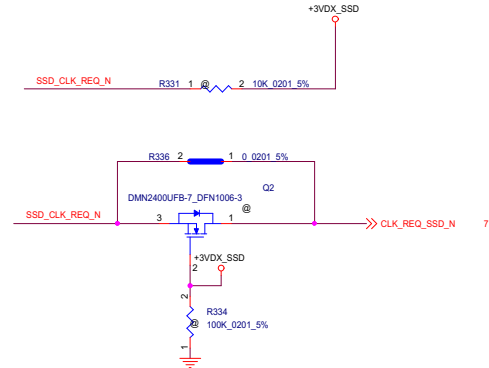 +3VDX_SSD
SSD_CLK_REQ_N
R331 1 @ 2 10K_0201_5%
R336 2 1 0_0201_5%
Q2
DMN2400UFB-7_DFN1006-3
@
SSD_CLK_REQ_N
3 1
CLK_REQ_SSD_N 7
+3VDX_SSD
2
2
R334
@
100K_0201_5%
1